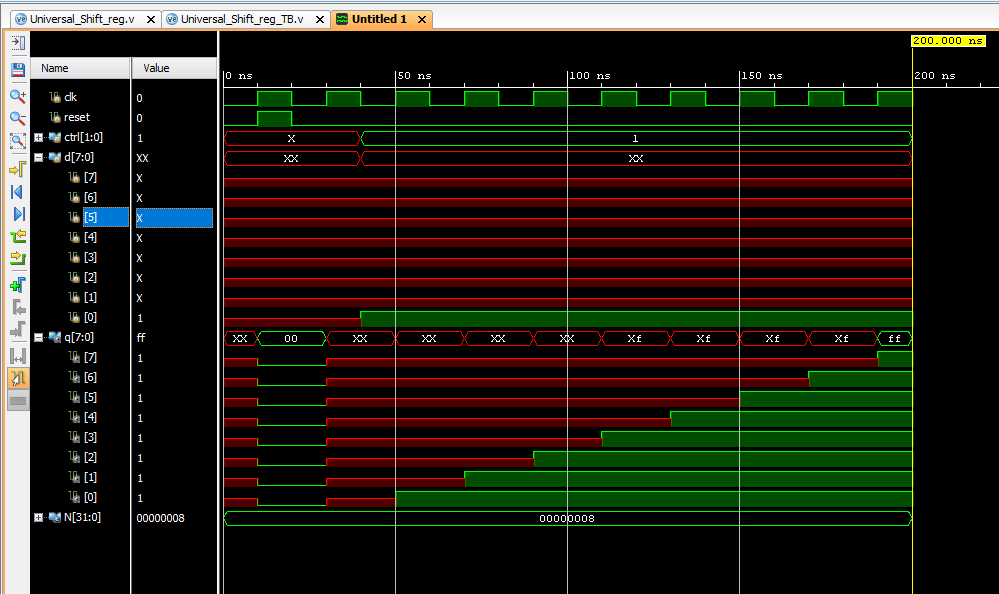 Universal_Shift_reg.v Universal_Shift_reg_TB.v Untitled 1
200.000 ns
Name Value
0 ns 50 ns 100 ns 150 ns 200 ns
clk 0
reset 0
ctrl[1:0] 1 X 1
d[7:0] XX XX XX
[7] X
[6] X
[5] X
[4] X
[3] X
[2] X
[1] X
[0] 1
q[7:0] ff XX 00 XX XX XX XX Xf Xf Xf Xf ff
[7] 1
[6] 1
[5] 1
[4] 1
[3] 1
[2] 1
[1] 1
[0] 1
N[31:0] 00000008 00000008